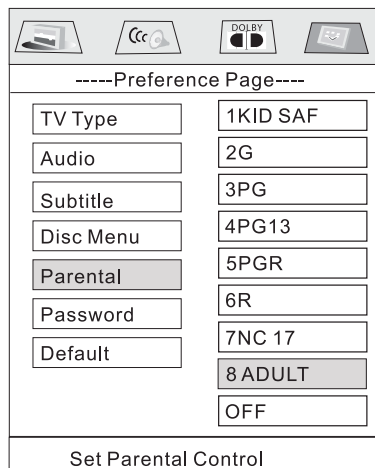 DOLBY
-----Preference Page----
TV Type
Audio
Subtitle
Disc Menu
Parental
Password
Default
1KID SAF
2G
3PG
4PG13
5PGR
6R
7NC 17
8 ADULT
OFF
Set Parental Control